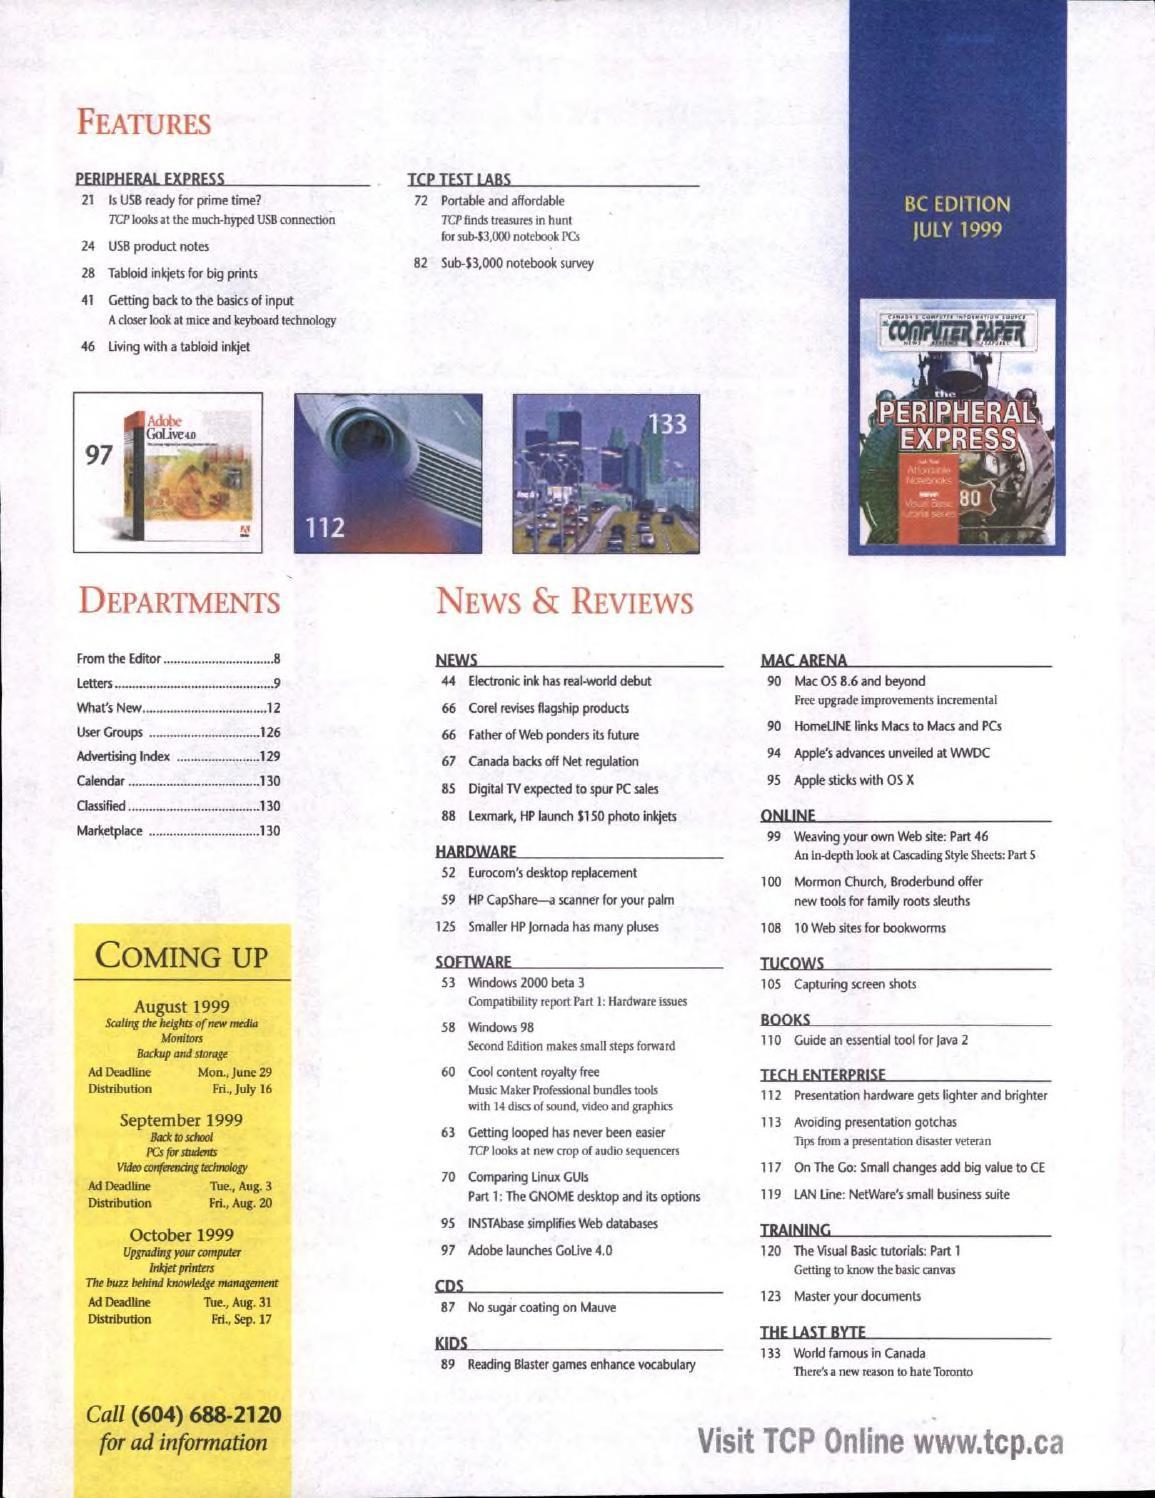 FEATURES
PERIPHERAL EXPRESS
21 Is USB ready for prime time?
TCP looks at the much-hyped USB connection
24 USB product notes
28 Tabloid inkjets for big prints
41 Getting back to the basics of input
A closer look at mice and keyboard technology
46 Living with a tabloid inkjet
TCP TEST LABS
72 Portable and affordable
TCP finds treasures in hunt
for sub-$3,000 notebook PCs
82 Sub-$3,000 notebook survey
BC EDITION
JULY 1999
CANADA'S COMPUTER INFORMATION SOURCE
THE COMPUTER PAPER
the
PERIPHERAL
EXPRESS
Affordable
Notebooks
Visual Basic
tutorial series
80
97
Adobe
GoLive 4.0
112
133
DEPARTMENTS
From the Editor ................................8
Letters..............................................9
What's New....................................12
User Groups ................................126
Advertising Index ........................129
Calendar ......................................130
Classified......................................130
Marketplace ................................130
COMING UP
August 1999
Scaling the heights of new media
Monitors
Backup and storage
Ad Deadline Mon., June 29
Distribution Fri., July 16
September 1999
Back to school
PCs for students
Video conferencing technology
Ad Deadline Tue., Aug. 3
Distribution Fri., Aug. 20
October 1999
Upgrading your computer
Inkjet printers
The buzz behind knowledge management
Ad Deadline Tue., Aug. 31
Distribution Fri., Sep. 17
Call (604) 688-2120
for ad information
NEWS & REVIEWS
NEWS
44 Electronic ink has real-world debut
66 Corel revises flagship products
66 Father of Web ponders its future
67 Canada backs off Net regulation
85 Digital TV expected to spur PC sales
88 Lexmark, HP launch $150 photo inkjets
HARDWARE
52 Eurocom's desktop replacement
59 HP CapShare—a scanner for your palm
125 Smaller HP Jornada has many pluses
SOFTWARE
53 Windows 2000 beta 3
Compatibility report Part 1: Hardware issues
58 Windows 98
Second Edition makes small steps forward
60 Cool content royalty free
Music Maker Professional bundles tools
with 14 discs of sound, video and graphics
63 Getting looped has never been easier
TCP looks at new crop of audio sequencers
70 Comparing Linux GUIs
Part 1: The GNOME desktop and its options
95 INSTAbase simplifies Web databases
97 Adobe launches GoLive 4.0
CDS
87 No sugar coating on Mauve
KIDS
89 Reading Blaster games enhance vocabulary
MAC ARENA
90 Mac OS 8.6 and beyond
Free upgrade improvements incremental
90 HomeLINE links Macs to Macs and PCs
94 Apple's advances unveiled at WWDC
95 Apple sticks with OS X
ONLINE
99 Weaving your own Web site: Part 46
An in-depth look at Cascading Style Sheets: Part 5
100 Mormon Church, Broderbund offer
new tools for family roots sleuths
108 10 Web sites for bookworms
TUCOWS
105 Capturing screen shots
BOOKS
110 Guide an essential tool for Java 2
TECH ENTERPRISE
112 Presentation hardware gets lighter and brighter
113 Avoiding presentation gotchas
Tips from a presentation disaster veteran
117 On The Go: Small changes add big value to CE
119 LAN Line: NetWare's small business suite
TRAINING
120 The Visual Basic tutorials: Part 1
Getting to know the basic canvas
123 Master your documents
THE LAST BYTE
133 World famous in Canada
There's a new reason to hate Toronto
Visit TCP Online www.tcp.ca